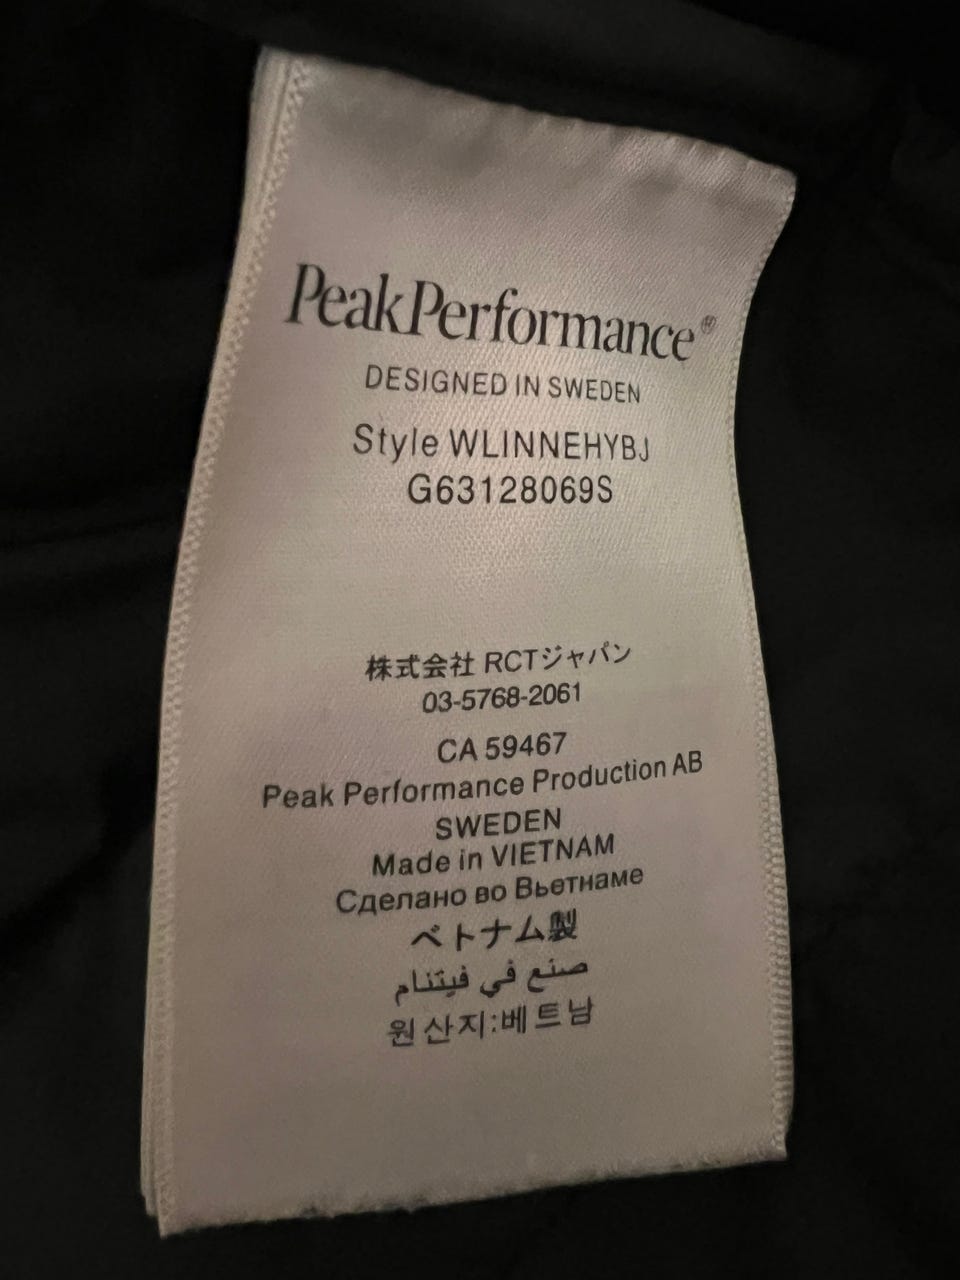 PeakPerformance®
DESIGNED IN SWEDEN
Style WLINNEHYBJ
G63128069S
株式会社 RCTジャパン
03-5768-2061
CA 59467
Peak Performance Production AB
SWEDEN
Made in VIETNAM
Сделано во Вьетнаме
ベトナム製
صنع في فيتنام
원산지:베트남